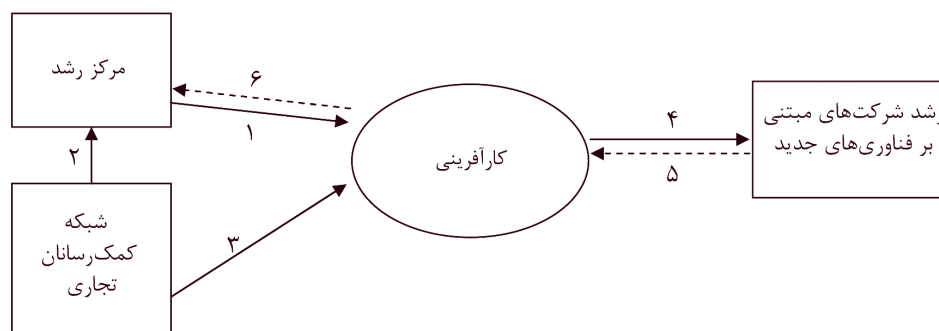 مرکز رشد
۶
۱
۲
شبکه
کمک‌رسانان
تجاری
۳
کارآفرینی
۴
۵
رشد شرکت‌های مبتنی
بر فناوری‌های جدید